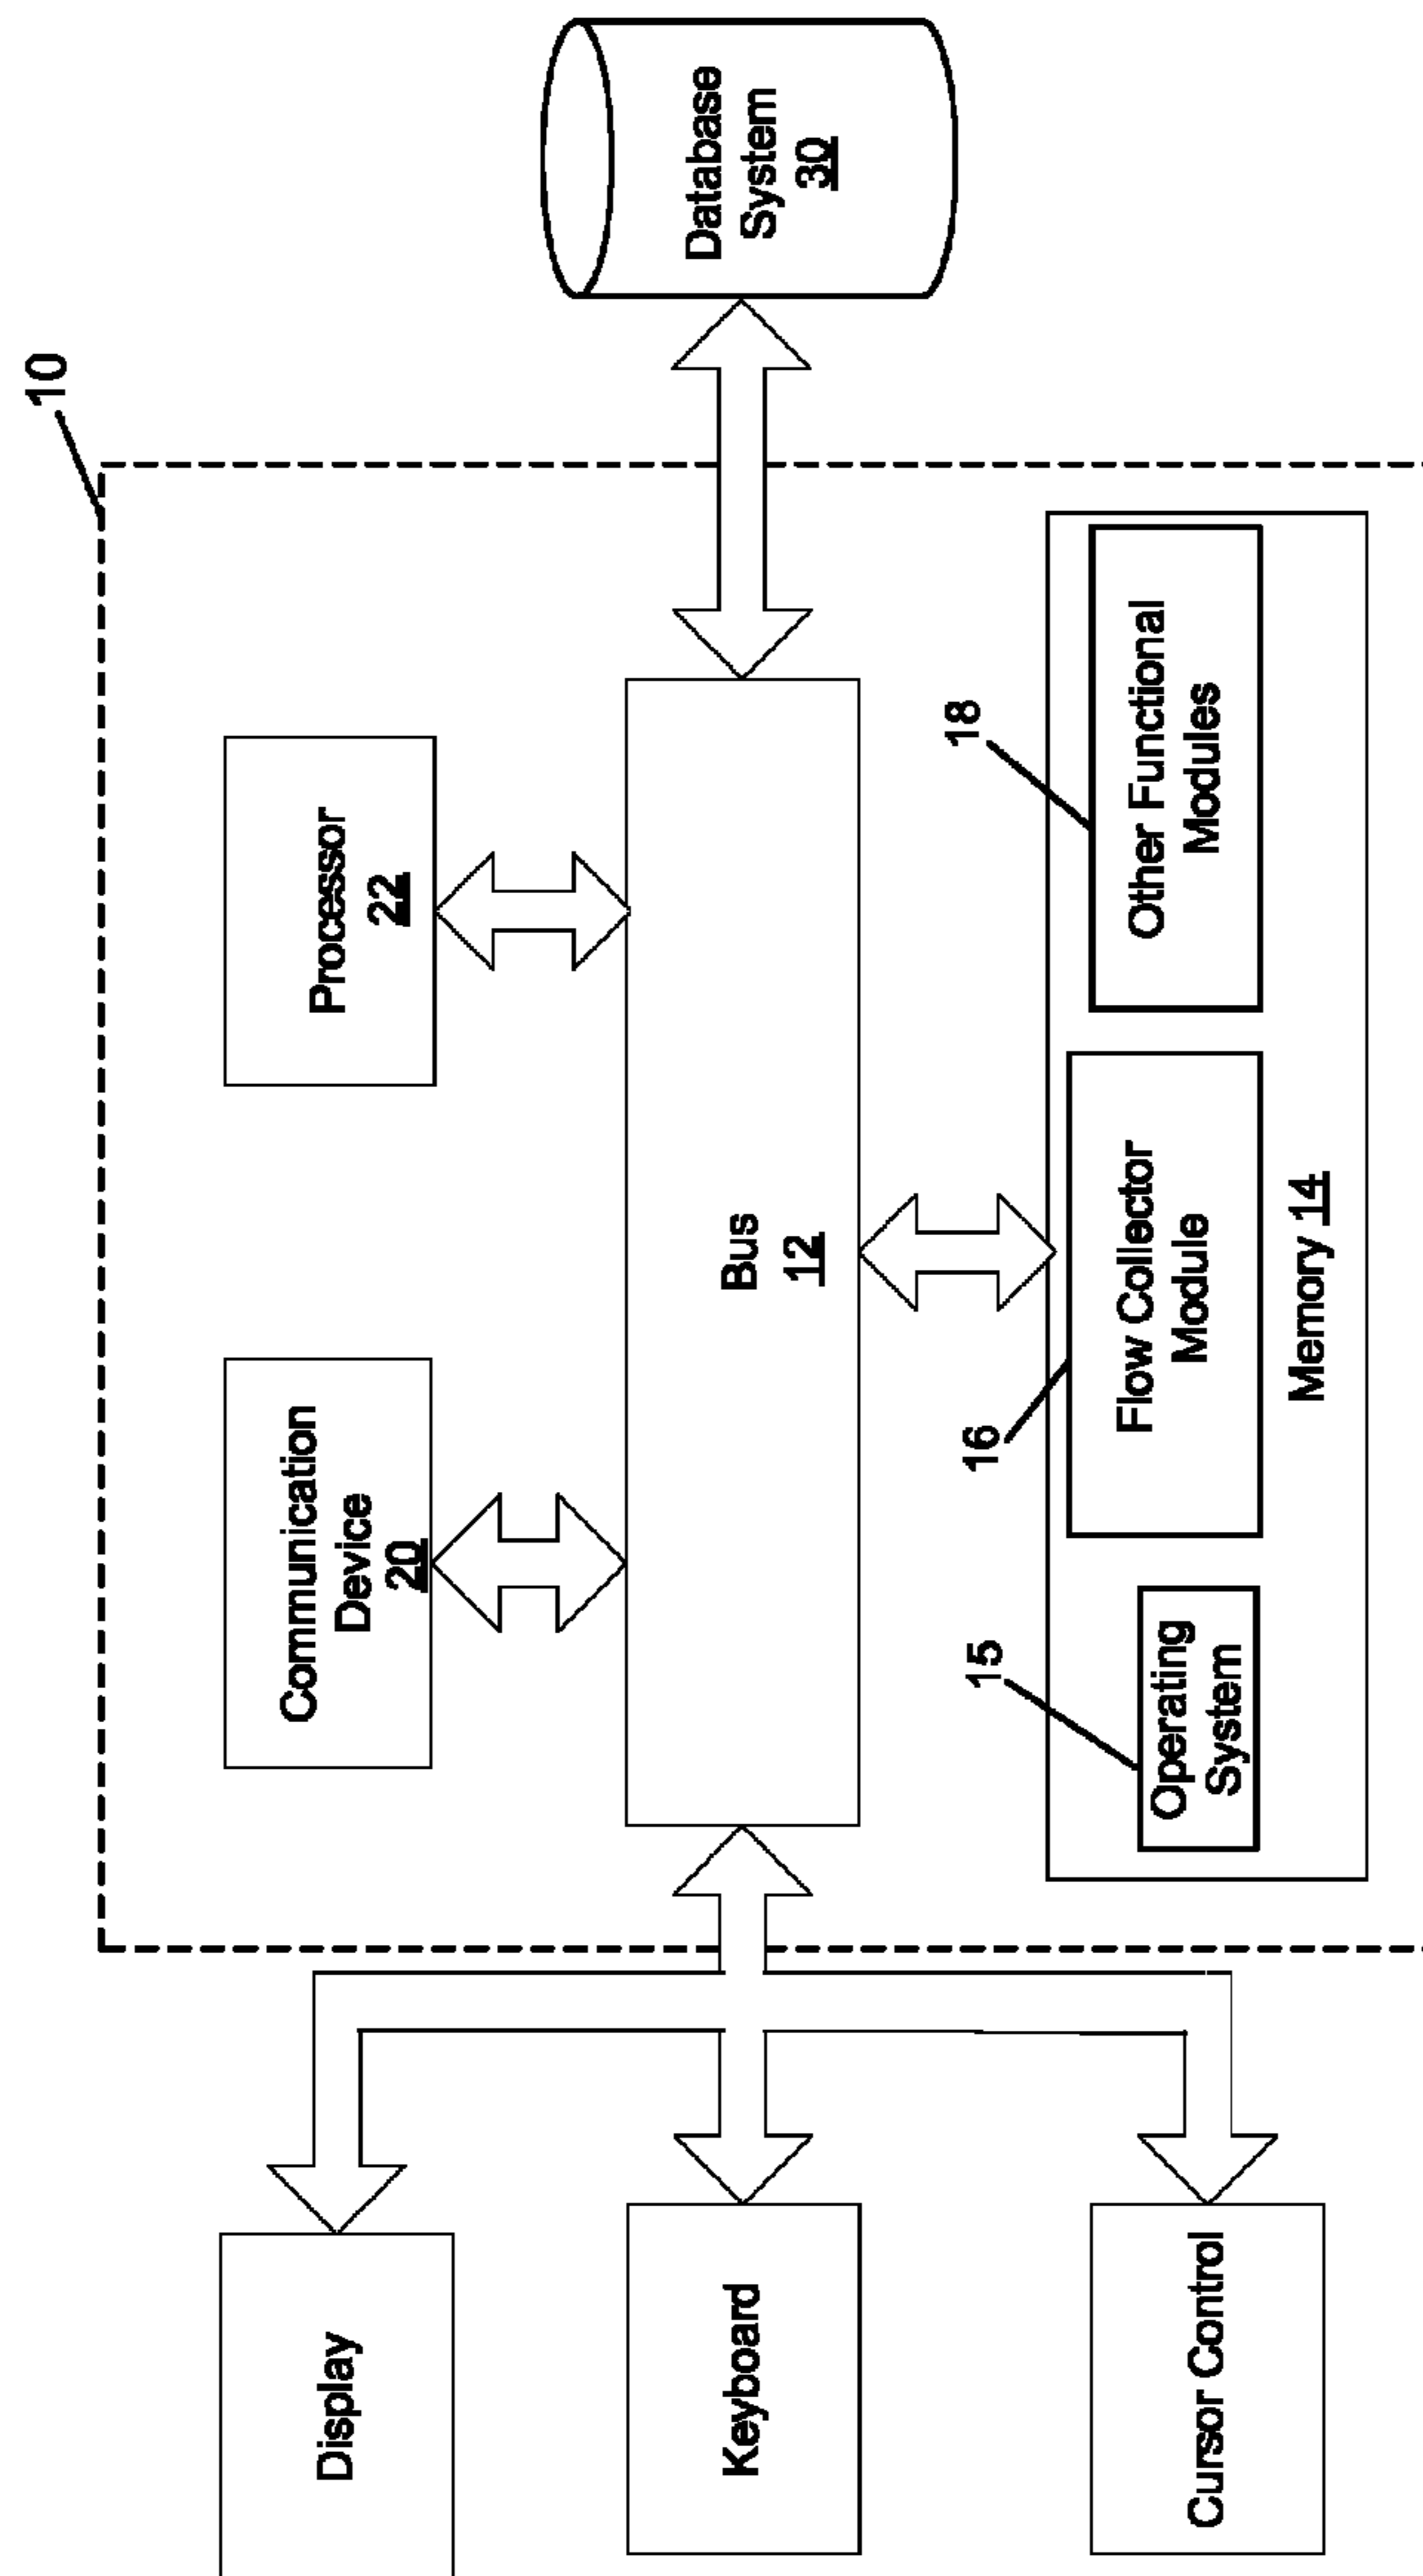 10
Display
Communication
Device
20
Processor
22
Keyboard
Bus
12
Database
System
30
15
16
18
Operating
System
Flow Collector
Module
Other Functional
Modules
Memory 14
Cursor Control